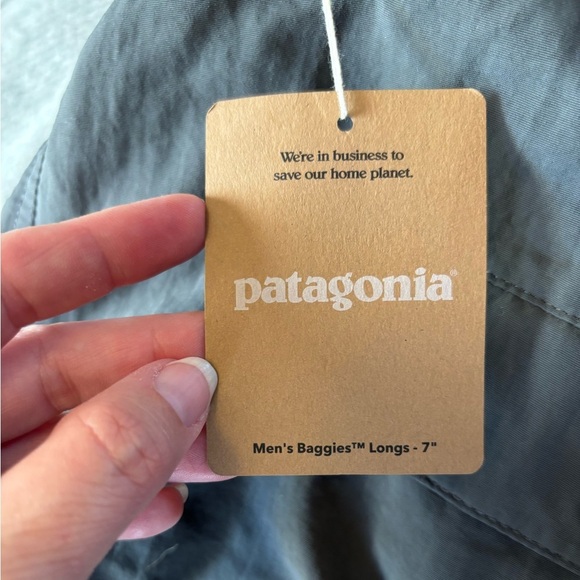 We're in business to
save our home planet.
patagonia®
Men's Baggies™ Longs - 7"